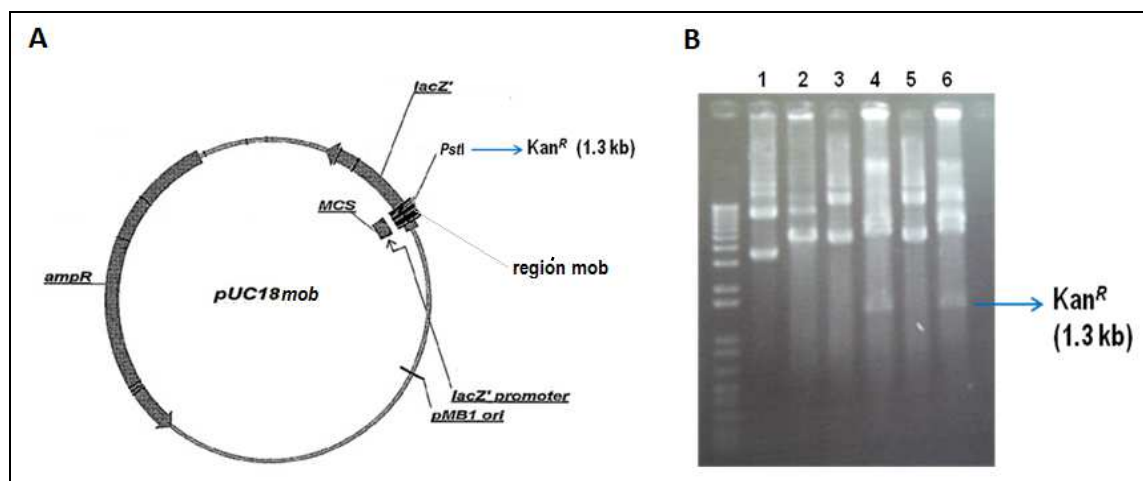 A
lacZ'
PstI
Kan^R (1.3 kb)
MCS
región mob
ampR
pUC18mob
lacZ' promoter
pMB1 ori
B
1 2 3 4 5 6
Kan^R
(1.3 kb)